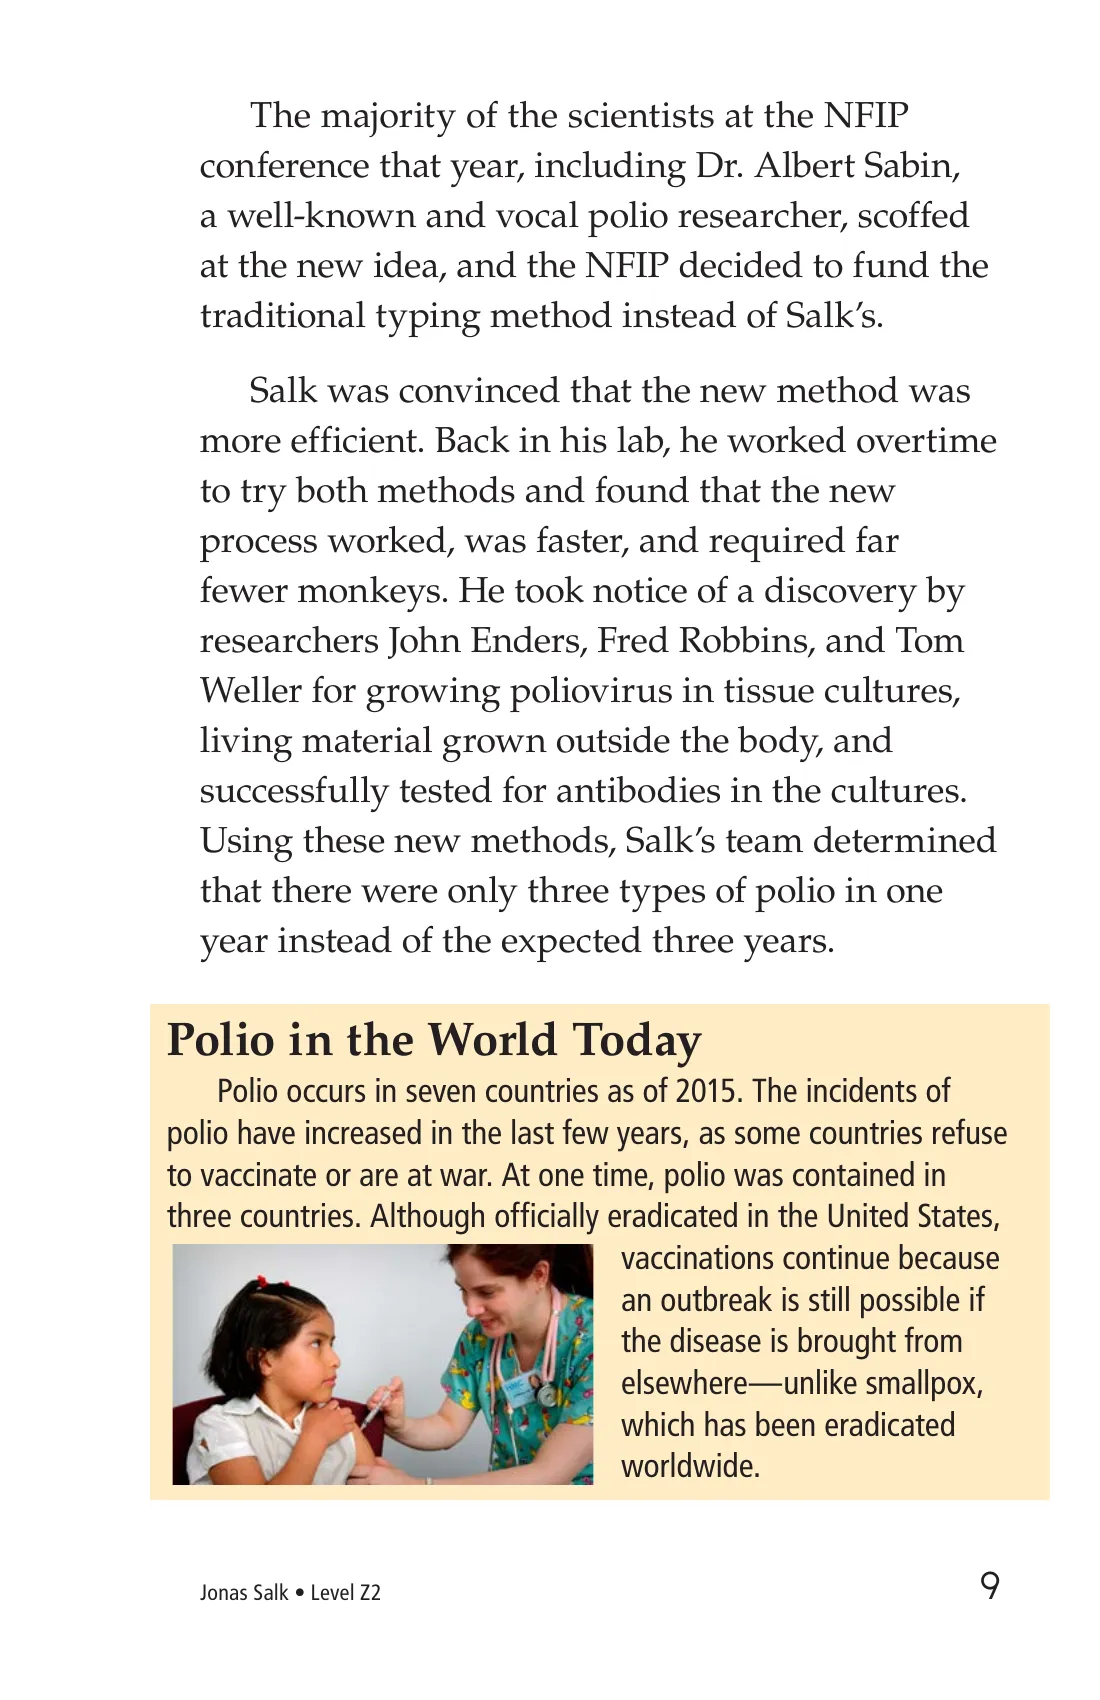 The majority of the scientists at the NFIP
conference that year, including Dr. Albert Sabin,
a well-known and vocal polio researcher, scoffed
at the new idea, and the NFIP decided to fund the
traditional typing method instead of Salk’s.
Salk was convinced that the new method was
more efficient. Back in his lab, he worked overtime
to try both methods and found that the new
process worked, was faster, and required far
fewer monkeys. He took notice of a discovery by
researchers John Enders, Fred Robbins, and Tom
Weller for growing poliovirus in tissue cultures,
living material grown outside the body, and
successfully tested for antibodies in the cultures.
Using these new methods, Salk’s team determined
that there were only three types of polio in one
year instead of the expected three years.
Polio in the World Today
Polio occurs in seven countries as of 2015. The incidents of
polio have increased in the last few years, as some countries refuse
to vaccinate or are at war. At one time, polio was contained in
three countries. Although officially eradicated in the United States,
vaccinations continue because
an outbreak is still possible if
the disease is brought from
elsewhere—unlike smallpox,
which has been eradicated
worldwide.
Jonas Salk • Level Z2
9